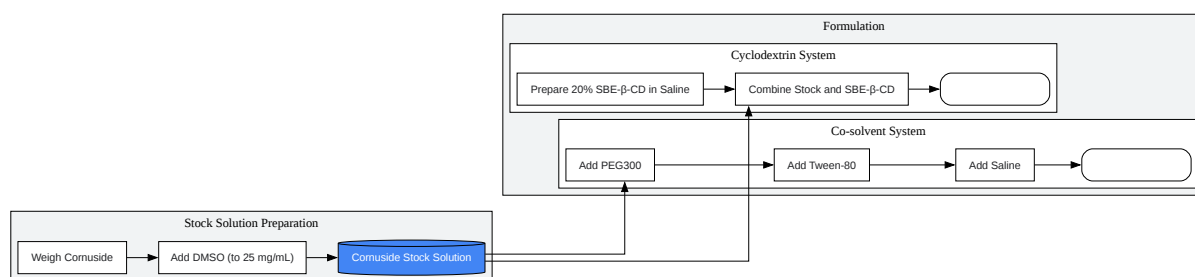 Formulation
Cyclodextrin System
Prepare 20% SBE-β-CD in Saline
Combine Stock and SBE-β-CD
Co-solvent System
Add PEG300
Add Tween-80
Add Saline
Stock Solution Preparation
Weigh Cornuside
Add DMSO (to 25 mg/mL)
Cornuside Stock Solution